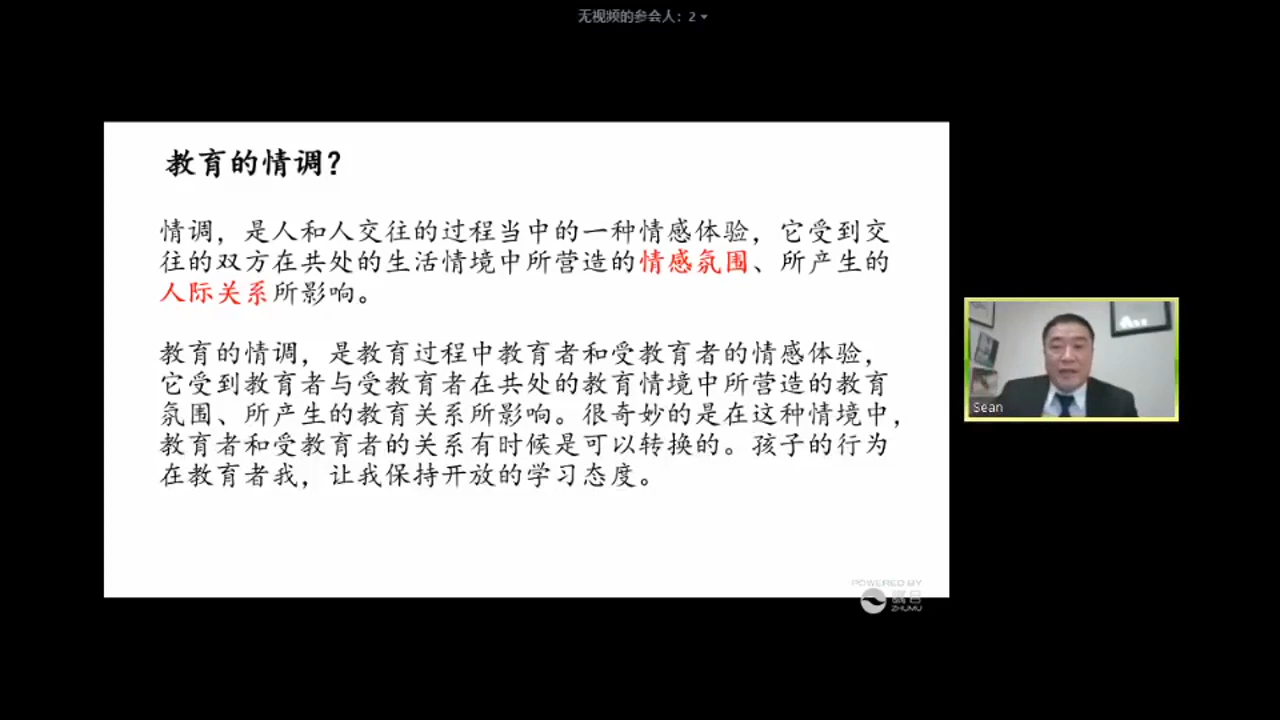 无视频的参会人：2
教育的情调？
情调，是人和人交往的过程当中的一种情感体验，它受到交
往的双方在共处的生活情境中所营造的情感氛围、所产生的
人际关系所影响。
教育的情调，是教育过程中教育者和受教育者的情感体验，
它受到教育者与受教育者在共处的教育情境中所营造的教育
氛围、所产生的教育关系所影响。很奇妙的是在这种情境中，
教育者和受教育者的关系有时候是可以转换的。孩子的行为
在教育者我，让我保持开放的学习态度。
Sean
POWERED BY
瞩目
ZHUMU